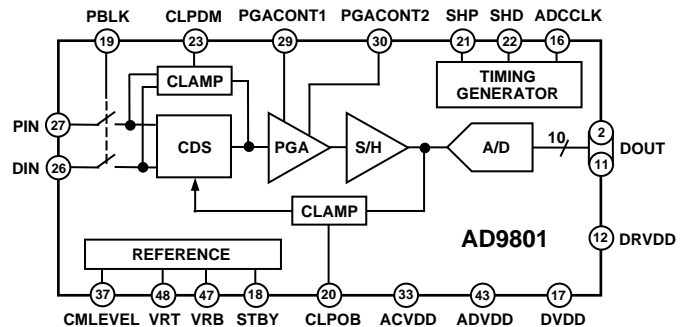 PBLK CLPDM PGACONT1 PGACONT2 SHP SHD ADCCLK
19 23 29 30 21 22 16
CLAMP
TIMING
GENERATOR
PIN 27
CDS PGA S/H A/D 10 2 DOUT
DIN 26 11
CLAMP
AD9801 12 DRVDD
REFERENCE
37 48 47 18 20 33 43 17
CMLEVEL VRT VRB STBY CLPOB ACVDD ADVDD DVDD